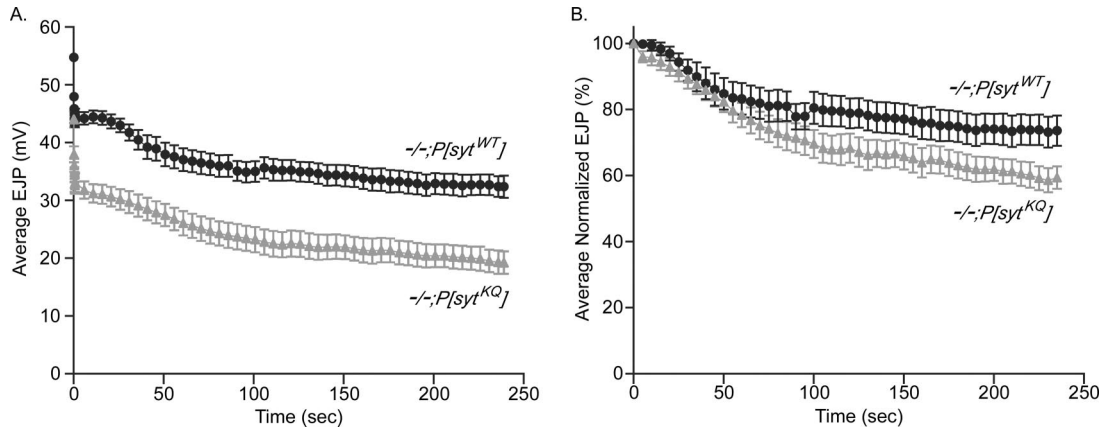 A.
60
50
40
30
20
10
0
Average EJP (mV)
-/-;P[syt^WT]
-/-;P[syt^KQ]
0
50
100
150
200
250
Time (sec)
B.
100
80
60
40
20
0
Average Normalized EJP (%)
-/-;P[syt^WT]
-/-;P[syt^KQ]
0
50
100
150
200
250
Time (sec)